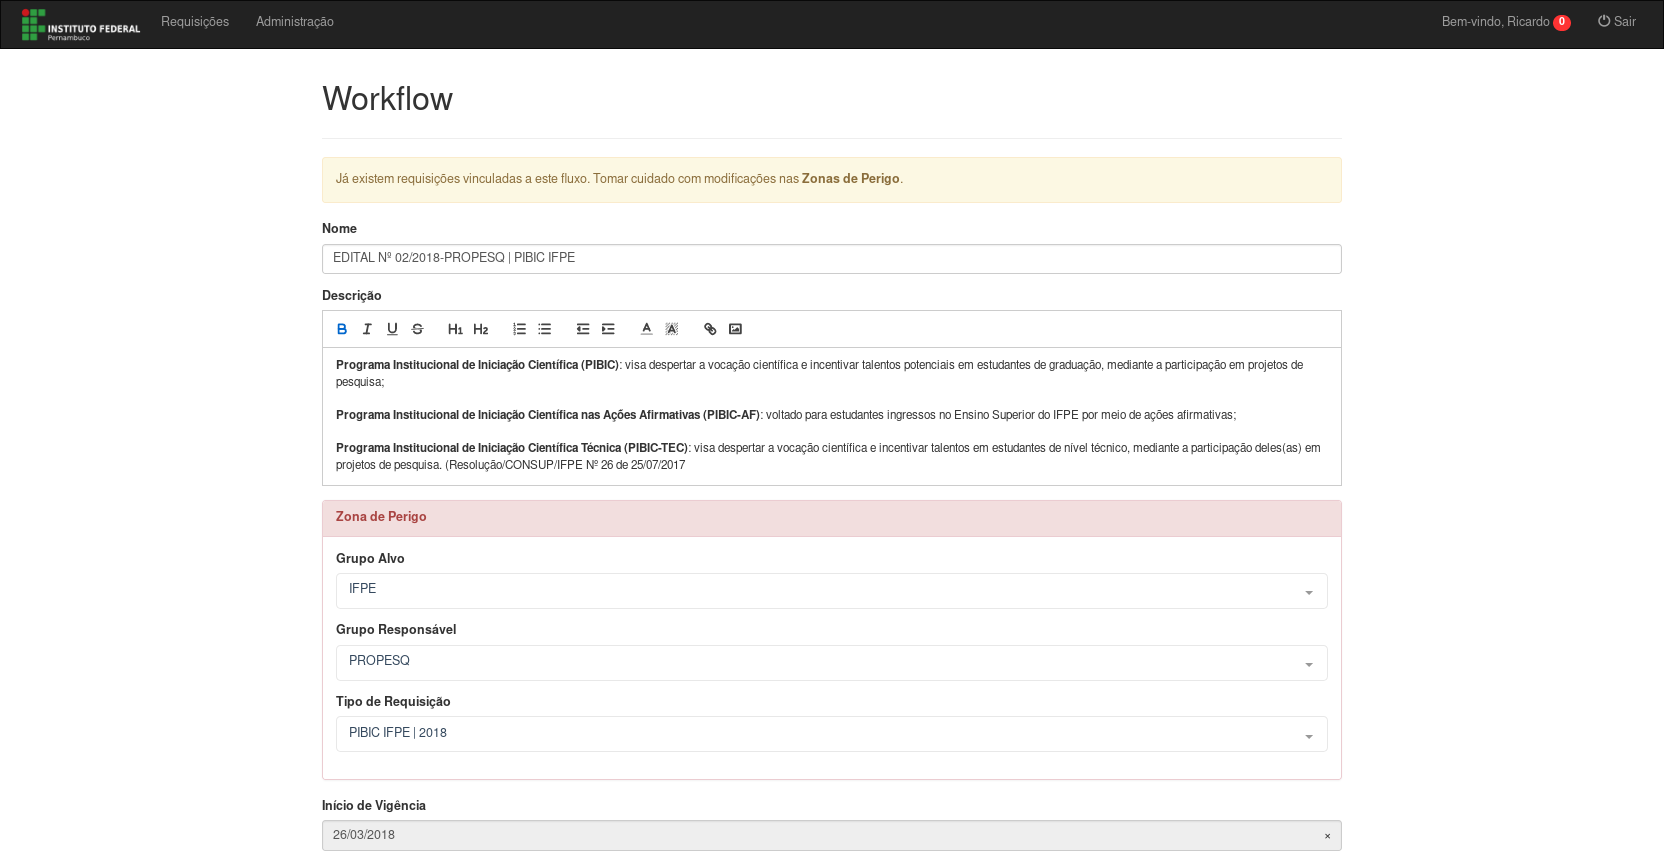 INSTITUTO FEDERAL
Pernambuco
Requisições
Administração
Bem-vindo, Ricardo 0
Sair
Workflow
Já existem requisições vinculadas a este fluxo. Tomar cuidado com modificações nas Zonas de Perigo.
Nome
EDITAL Nº 02/2018-PROPESQ | PIBIC IFPE
Descrição
B I U S H1 H2 A A
Programa Institucional de Iniciação Científica (PIBIC): visa despertar a vocação científica e incentivar talentos potenciais em estudantes de graduação, mediante a participação em projetos de
pesquisa;
Programa Institucional de Iniciação Científica nas Ações Afirmativas (PIBIC-AF): voltado para estudantes ingressos no Ensino Superior do IFPE por meio de ações afirmativas;
Programa Institucional de Iniciação Científica Técnica (PIBIC-TEC): visa despertar a vocação científica e incentivar talentos em estudantes de nível técnico, mediante a participação deles(as) em
projetos de pesquisa. (Resolução/CONSUP/IFPE Nº 26 de 25/07/2017
Zona de Perigo
Grupo Alvo
IFPE
Grupo Responsável
PROPESQ
Tipo de Requisição
PIBIC IFPE | 2018
Início de Vigência
26/03/2018 ×